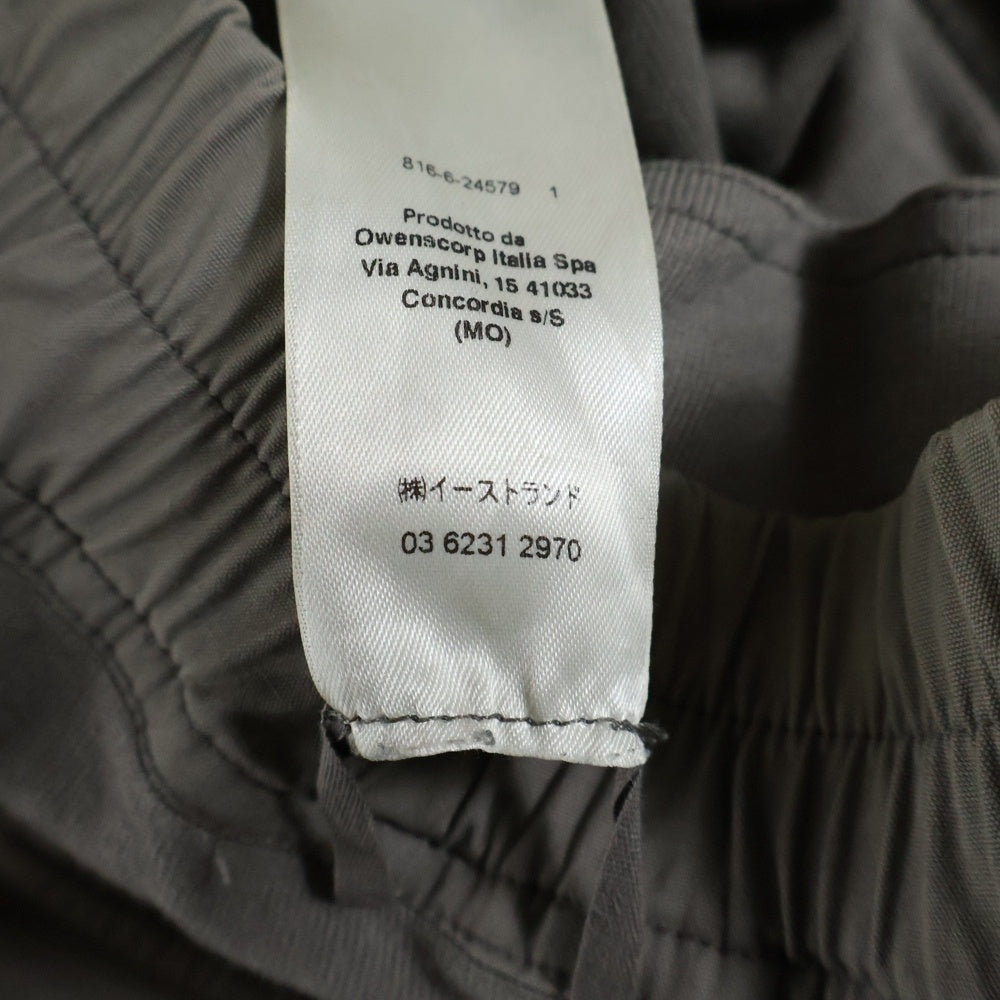 816-6-24579 1
Prodotto da
Owenscorp Italia Spa
Via Agnini, 15 41033
Concordia s/S
(MO)
㈱イーストランド
03 6231 2970